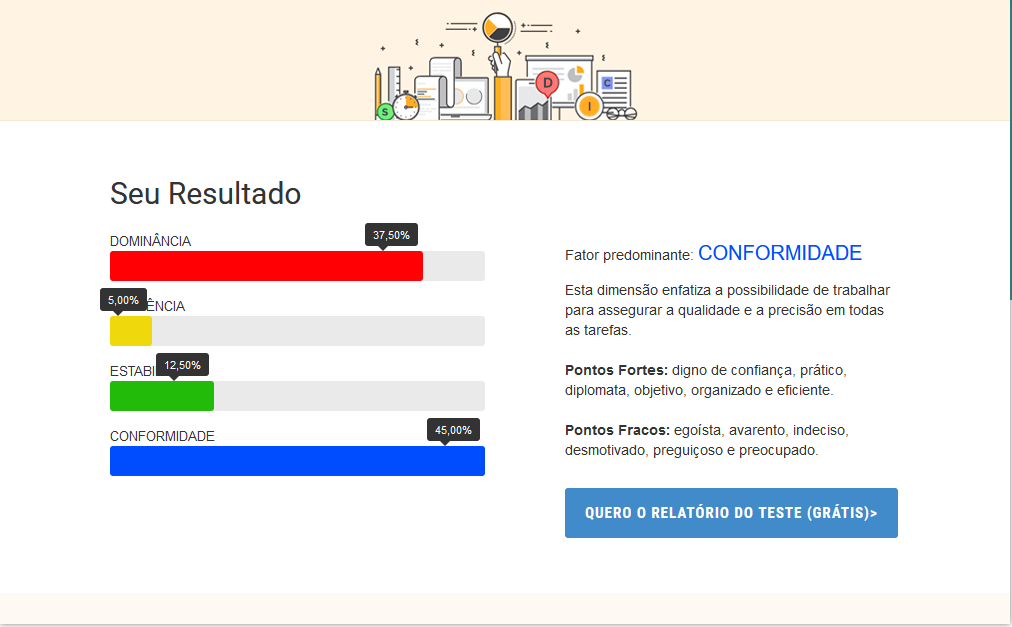 S
D
C
I
Seu Resultado
DOMINÂNCIA
37,50%
5,00%
ÊNCIA
ESTABI
12,50%
CONFORMIDADE
45,00%
Fator predominante: CONFORMIDADE
Esta dimensão enfatiza a possibilidade de trabalhar
para assegurar a qualidade e a precisão em todas
as tarefas.
Pontos Fortes: digno de confiança, prático,
diplomata, objetivo, organizado e eficiente.
Pontos Fracos: egoísta, avarento, indeciso,
desmotivado, preguiçoso e preocupado.
QUERO O RELATÓRIO DO TESTE (GRÁTIS)>